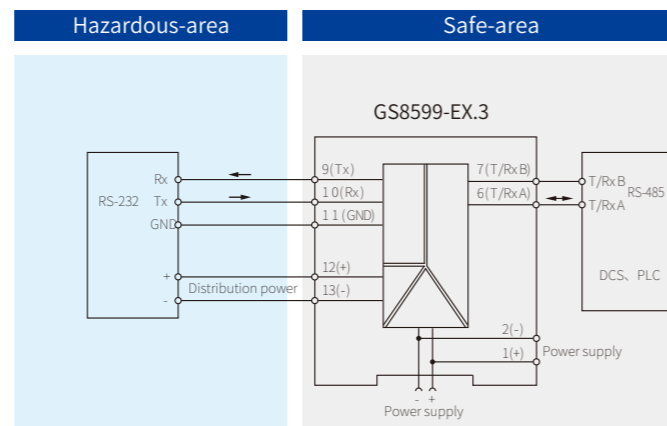 Hazardous-area
Safe-area
GS8599-EX.3
RS-232
Rx
Tx
GND
+
-
Distribution power
9(Tx)
10(Rx)
11(GND)
12(+)
13(-)
7(T/RxB)
6(T/RxA)
2(-)
1(+)
Power supply
- +
Power supply
T/RxB
RS-485
T/RxA
DCS、PLC